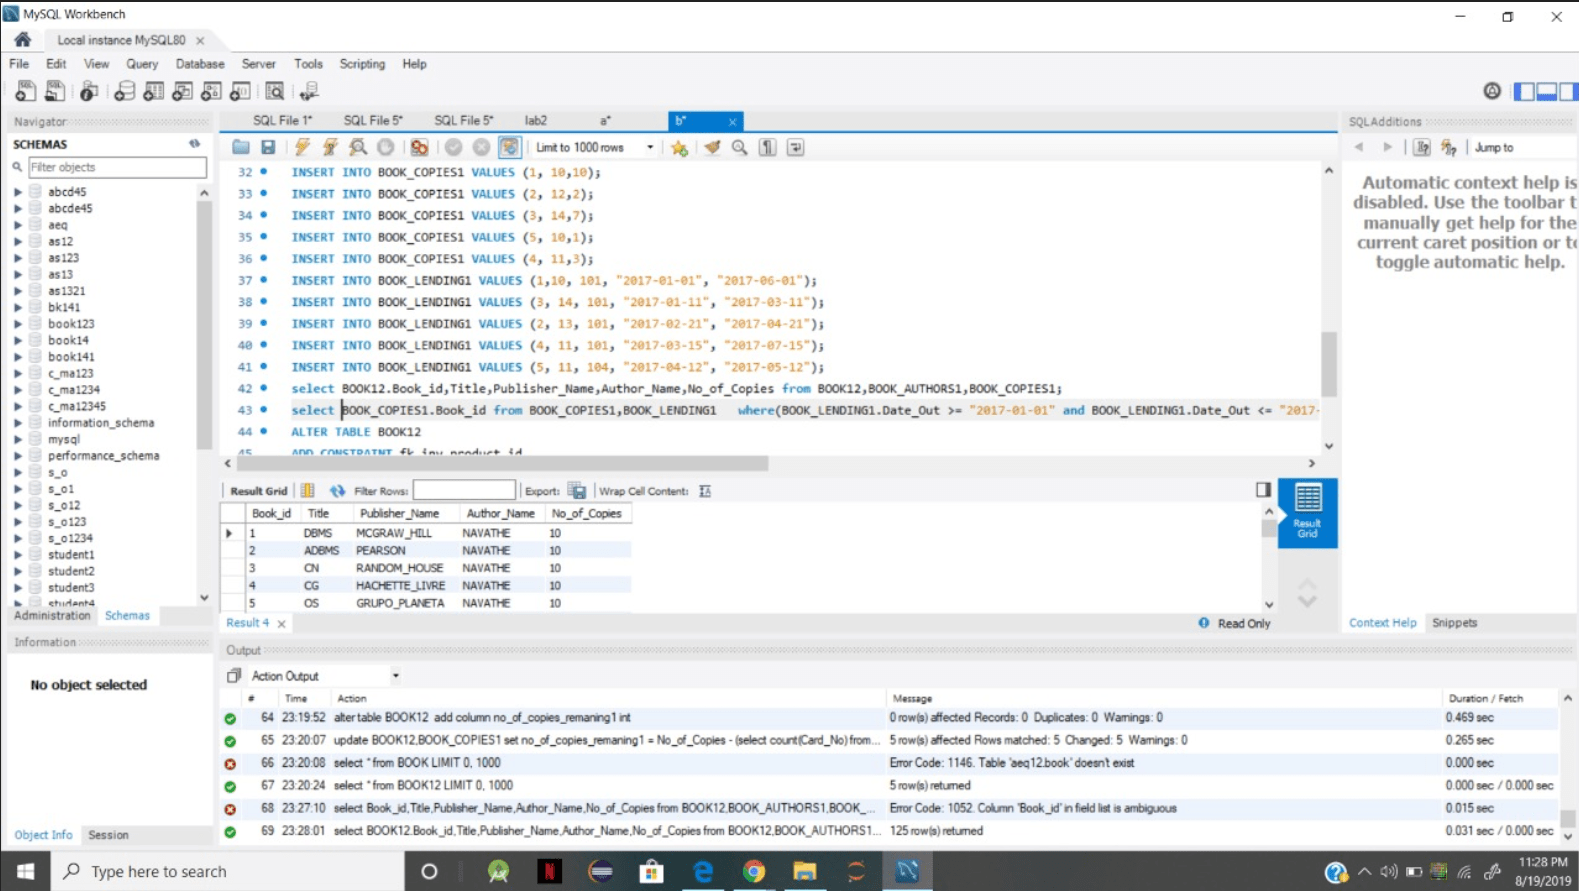 MySQL Workbench
Local instance MySQL80
File Edit View Query Database Server Tools Scripting Help
Navigator
SCHEMAS
Filter objects
abcd45
abcde45
aeq
as12
as123
as13
as1321
bk141
book123
book14
book141
c_ma123
c_ma1234
c_ma12345
information_schema
mysql
performance_schema
s_o
s_o1
s_o12
s_o123
s_o1234
student1
student2
student3
student4
Administration Schemas
Information
No object selected
Object Info Session
SQL File 1* SQL File 5* SQL File 5* lab2 a* b*
Limit to 1000 rows
32 INSERT INTO BOOK_COPIES1 VALUES (1, 10,10);
33 INSERT INTO BOOK_COPIES1 VALUES (2, 12,2);
34 INSERT INTO BOOK_COPIES1 VALUES (3, 14,7);
35 INSERT INTO BOOK_COPIES1 VALUES (5, 10,1);
36 INSERT INTO BOOK_COPIES1 VALUES (4, 11,3);
37 INSERT INTO BOOK_LENDING1 VALUES (1,10, 101, "2017-01-01", "2017-06-01");
38 INSERT INTO BOOK_LENDING1 VALUES (3, 14, 101, "2017-01-11", "2017-03-11");
39 INSERT INTO BOOK_LENDING1 VALUES (2, 13, 101, "2017-02-21", "2017-04-21");
40 INSERT INTO BOOK_LENDING1 VALUES (4, 11, 101, "2017-03-15", "2017-07-15");
41 INSERT INTO BOOK_LENDING1 VALUES (5, 11, 104, "2017-04-12", "2017-05-12");
42 select BOOK12.Book_id,Title,Publisher_Name,Author_Name,No_of_Copies from BOOK12,BOOK_AUTHORS1,BOOK_COPIES1;
43 select BOOK_COPIES1.Book_id from BOOK_COPIES1,BOOK_LENDING1 where(BOOK_LENDING1.Date_Out >= "2017-01-01" and BOOK_LENDING1.Date_Out <= "2017-
44 ALTER TABLE BOOK12
45 ADD CONSTRAINT fk_inv_product_id
Result Grid Filter Rows: Export: Wrap Cell Content:
Book_id Title Publisher_Name Author_Name No_of_Copies
1 DBMS MCGRAW_HILL NAVATHE 10
2 ADBMS PEARSON NAVATHE 10
3 CN RANDOM_HOUSE NAVATHE 10
4 CG HACHETTE_LIVRE NAVATHE 10
5 OS GRUPO_PLANETA NAVATHE 10
Result Grid
Result 4
Read Only
SQLAdditions
Jump to
Automatic context help is
disabled. Use the toolbar t
manually get help for the
current caret position or to
toggle automatic help.
Context Help Snippets
Output
Action Output
# Time Action Message Duration / Fetch
64 23:19:52 alter table BOOK12 add column no_of_copies_remaning1 int 0 row(s) affected Records: 0 Duplicates: 0 Warnings: 0 0.469 sec
65 23:20:07 update BOOK12,BOOK_COPIES1 set no_of_copies_remaning1 = No_of_Copies - (select count(Card_No) from... 5 row(s) affected Rows matched: 5 Changed: 5 Warnings: 0 0.265 sec
66 23:20:08 select * from BOOK LIMIT 0, 1000 Error Code: 1146. Table 'aeq12.book' doesn't exist 0.000 sec
67 23:20:24 select * from BOOK12 LIMIT 0, 1000 5 row(s) returned 0.000 sec / 0.000 sec
68 23:27:10 select Book_id,Title,Publisher_Name,Author_Name,No_of_Copies from BOOK12,BOOK_AUTHORS1,BOOK_... Error Code: 1052. Column 'Book_id' in field list is ambiguous 0.015 sec
69 23:28:01 select BOOK12.Book_id,Title,Publisher_Name,Author_Name,No_of_Copies from BOOK12,BOOK_AUTHORS1... 125 row(s) returned 0.031 sec / 0.000 sec
Type here to search
11:28 PM
8/19/2019